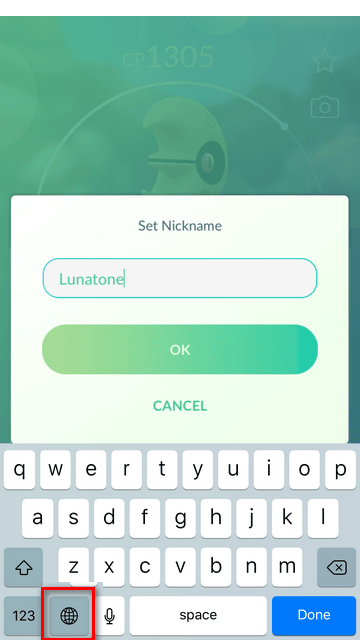 CP1305
Set Nickname
Lunatone
OK
CANCEL
q w e r t y u i o p
a s d f g h j k l
z x c v b n m
123 space Done